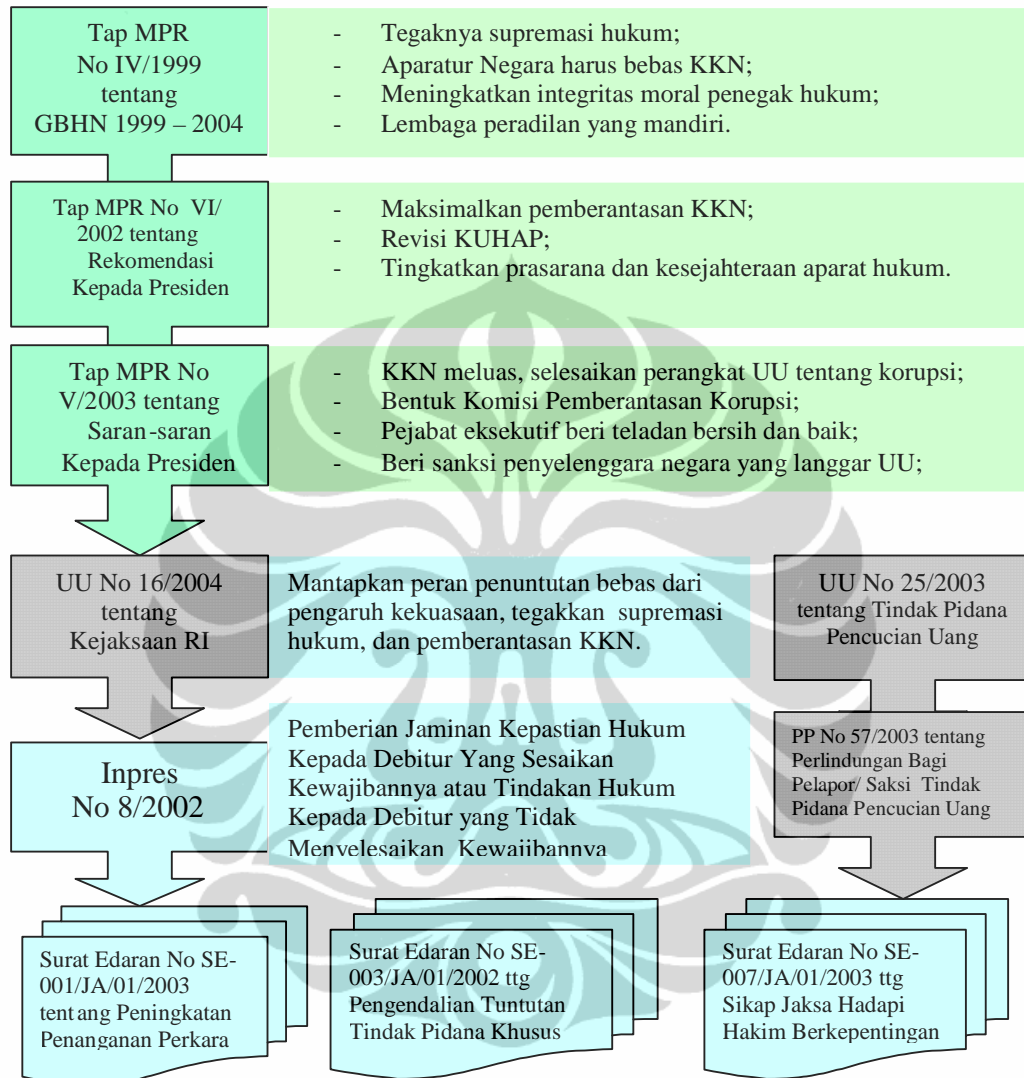 Tap MPR
No IV/1999
tentang
GBHN 1999 – 2004
- Tegaknya supremasi hukum;
- Aparatur Negara harus bebas KKN;
- Meningkatkan integritas moral penegak hukum;
- Lembaga peradilan yang mandiri.
Tap MPR No VI/
2002 tentang
Rekomendasi
Kepada Presiden
- Maksimalkan pemberantasan KKN;
- Revisi KUHAP;
- Tingkatkan prasarana dan kesejahteraan aparat hukum.
Tap MPR No
V/2003 tentang
Saran-saran
Kepada Presiden
- KKN meluas, selesaikan perangkat UU tentang korupsi;
- Bentuk Komisi Pemberantasan Korupsi;
- Pejabat eksekutif beri teladan bersih dan baik;
- Beri sanksi penyelenggara negara yang langgar UU;
UU No 16/2004
tentang
Kejaksaan RI
Mantapkan peran penuntutan bebas dari
pengaruh kekuasaan, tegakkan supremasi
hukum, dan pemberantasan KKN.
UU No 25/2003
tentang Tindak Pidana
Pencucian Uang
Inpres
No 8/2002
Pemberian Jaminan Kepastian Hukum
Kepada Debitur Yang Sesaikan
Kewajibannya atau Tindakan Hukum
Kepada Debitur yang Tidak
Menyelesaikan Kewajibannya
PP No 57/2003 tentang
Perlindungan Bagi
Pelapor/ Saksi Tindak
Pidana Pencucian Uang
Surat Edaran No SE-
001/JA/01/2003
tentang Peningkatan
Penanganan Perkara
Surat Edaran No SE-
003/JA/01/2002 ttg
Pengendalian Tuntutan
Tindak Pidana Khusus
Surat Edaran No SE-
007/JA/01/2003 ttg
Sikap Jaksa Hadapi
Hakim Berkepentingan